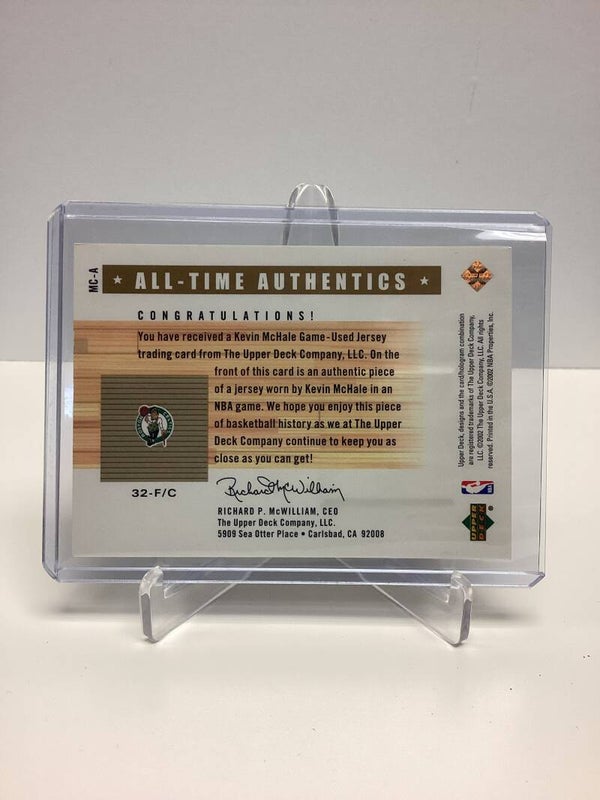 MC-A
★ ALL-TIME AUTHENTICS ★
CONGRATULATIONS!
You have received a Kevin McHale Game-Used Jersey
trading card from The Upper Deck Company, LLC. On the
front of this card is an authentic piece
of a jersey worn by Kevin McHale in an
NBA game. We hope you enjoy this piece
of basketball history as we at The Upper
Deck Company continue to keep you as
close as you can get!
32-F/C
Richard P. McWilliam
RICHARD P. McWILLIAM, CEO
The Upper Deck Company, LLC.
5909 Sea Otter Place • Carlsbad, CA 92008
Upper Deck, designs and the card/hologram combination
are registered trademarks of The Upper Deck Company,
LLC. ©2002 The Upper Deck Company, LLC. All rights
reserved. Printed in the U.S.A. ©2002 NBA Properties, Inc.
NBA
UPPER
DECK